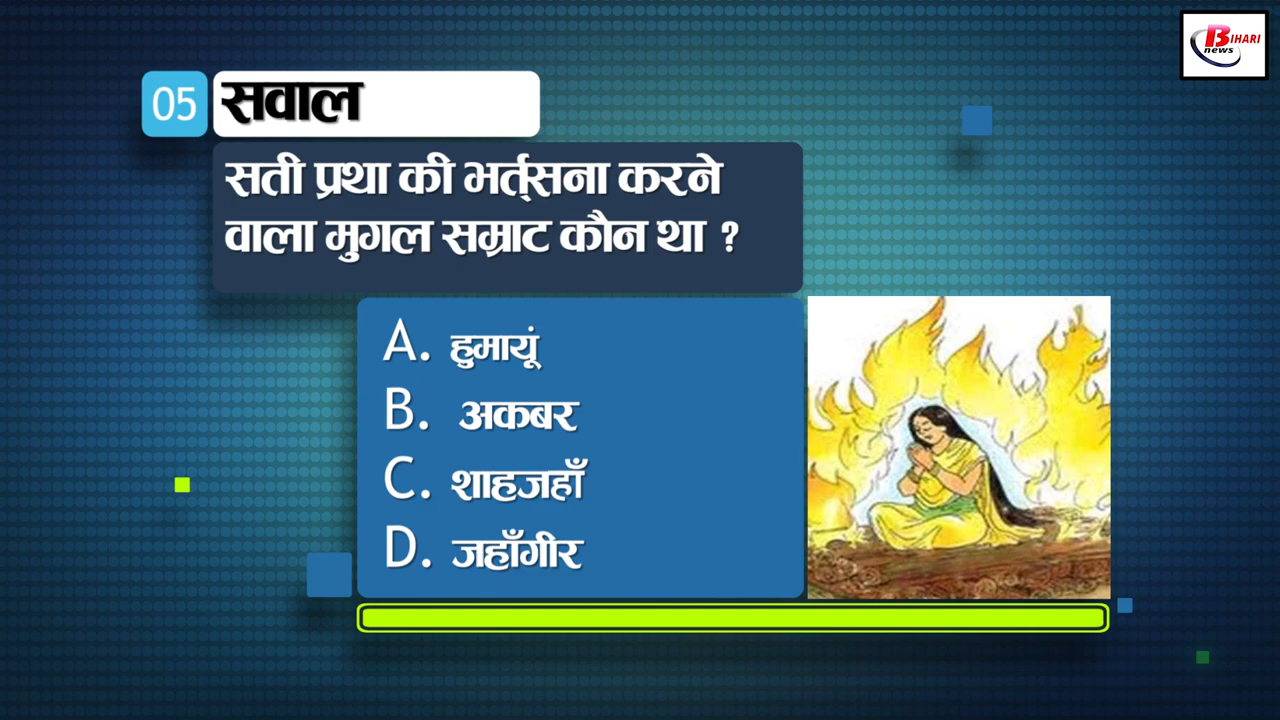 BIHARI
news
05 सवाल
सती प्रथा की भर्त्सना करने
वाला मुगल सम्राट कौन था ?
A. हुमायूं
B. अकबर
C. शाहजहाँ
D. जहाँगीर